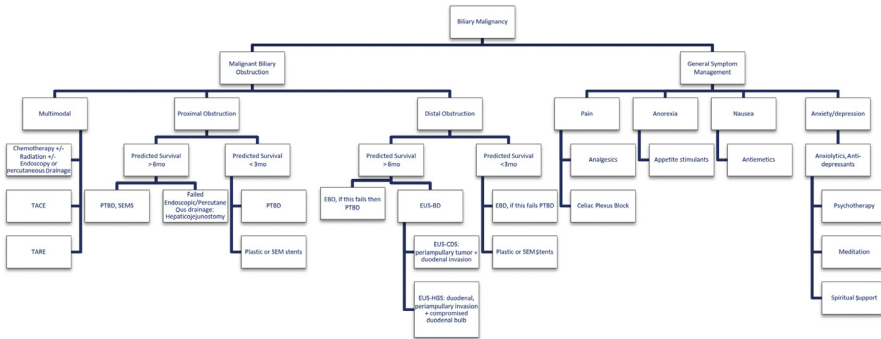 Biliary Malignancy
Malignant Biliary
Obstruction
General Symptom
Management
Multimodal
Proximal Obstruction
Distal Obstruction
Pain
Anorexia
Nausea
Anxiety/depression
Chemotherapy +/-
Radiation +/-
Endoscopy or
percutaneous Drainage
Predicted Survival
> 6mo
Predicted Survival
< 3mo
Predicted Survival
> 6mo
Predicted Survival
<3mo
Analgesics
Appetite stimulants
Antiemetics
Anxiolytics, Anti-
depressants
TACE
PTBD, SEMS
Failed
Endoscopic/Percutane
Ous drainage:
Hepaticojejunostomy
PTBD
EBD, if this fails then
PTBD
EUS-BD
EBD, if this fails PTBD
Celiac Plexus Block
Psychotherapy
TARE
Plastic or SEM stents
EUS-CDS:
periampullary tumor +
duodenal invasion
Plastic or SEM Stents
Meditation
EUS-HGS: duodenal,
periampullary invasion
+ compromised
duodenal bulb
Spiritual Support